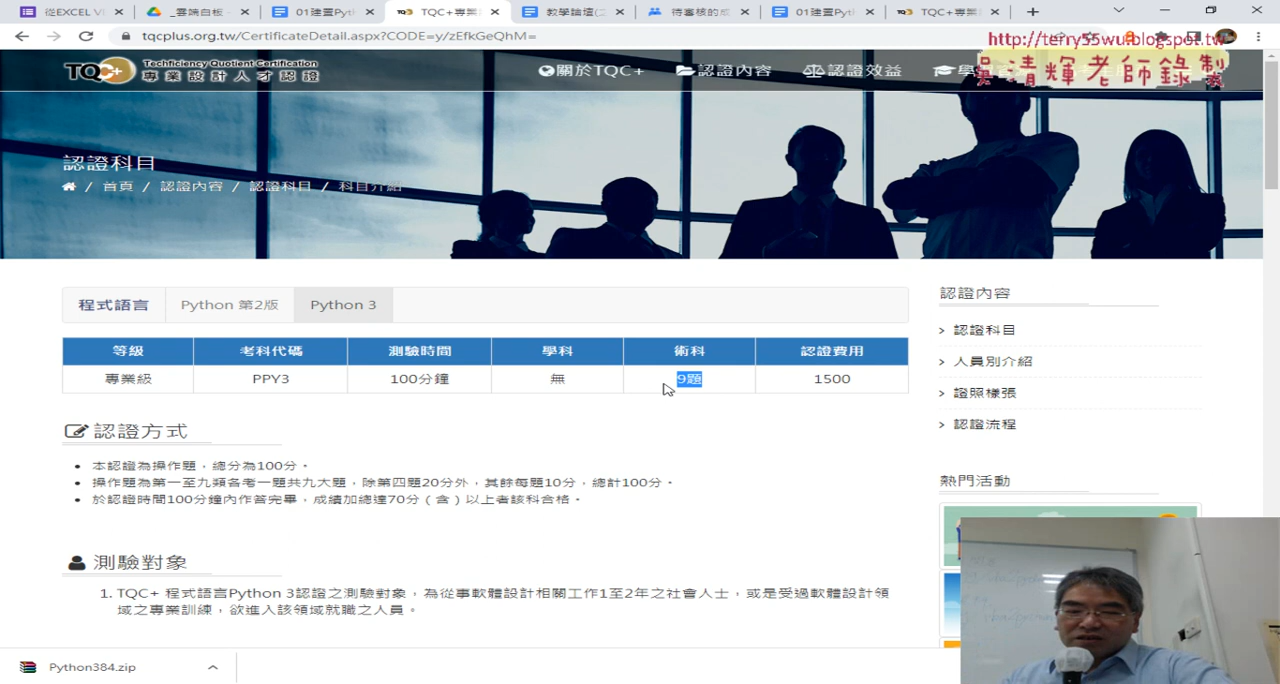 從EXCEL V
_雲端白板 -
01建置Pyth
TQC+專業
教學論壇(之
待審核的成
01建置Pyth
TQC+專業
tqcplus.org.tw/CertificateDetail.aspx?CODE=y/zEfkGeQhM=
http://terry55wu.blogspot.tw
吳清輝老師錄製
TQC+ Techficiency Quotient Certification
專業設計人才認證
關於TQC+
認證內容
認證效益
認證科目
/ 首頁 / 認證內容 / 認證科目 / 科目介紹
程式語言
Python 第2版
Python 3
等級 考科代碼 測驗時間 學科 術科 認證費用
專業級 PPY3 100分鐘 無 9題 1500
認證方式
• 本認證為操作題，總分為100分。
• 操作題為第一至九類各考一題共九大題，除第四題20分外，其餘每題10分，總計100分。
• 於認證時間100分鐘內作答完畢，成績加總達70分（含）以上者該科合格。
測驗對象
1. TQC+ 程式語言Python 3認證之測驗對象，為從事軟體設計相關工作1至2年之社會人士，或是受過軟體設計領
域之專業訓練，欲進入該領域就職之人員。
認證內容
> 認證科目
> 人員別介紹
> 證照樣張
> 認證流程
熱門活動
Python384.zip